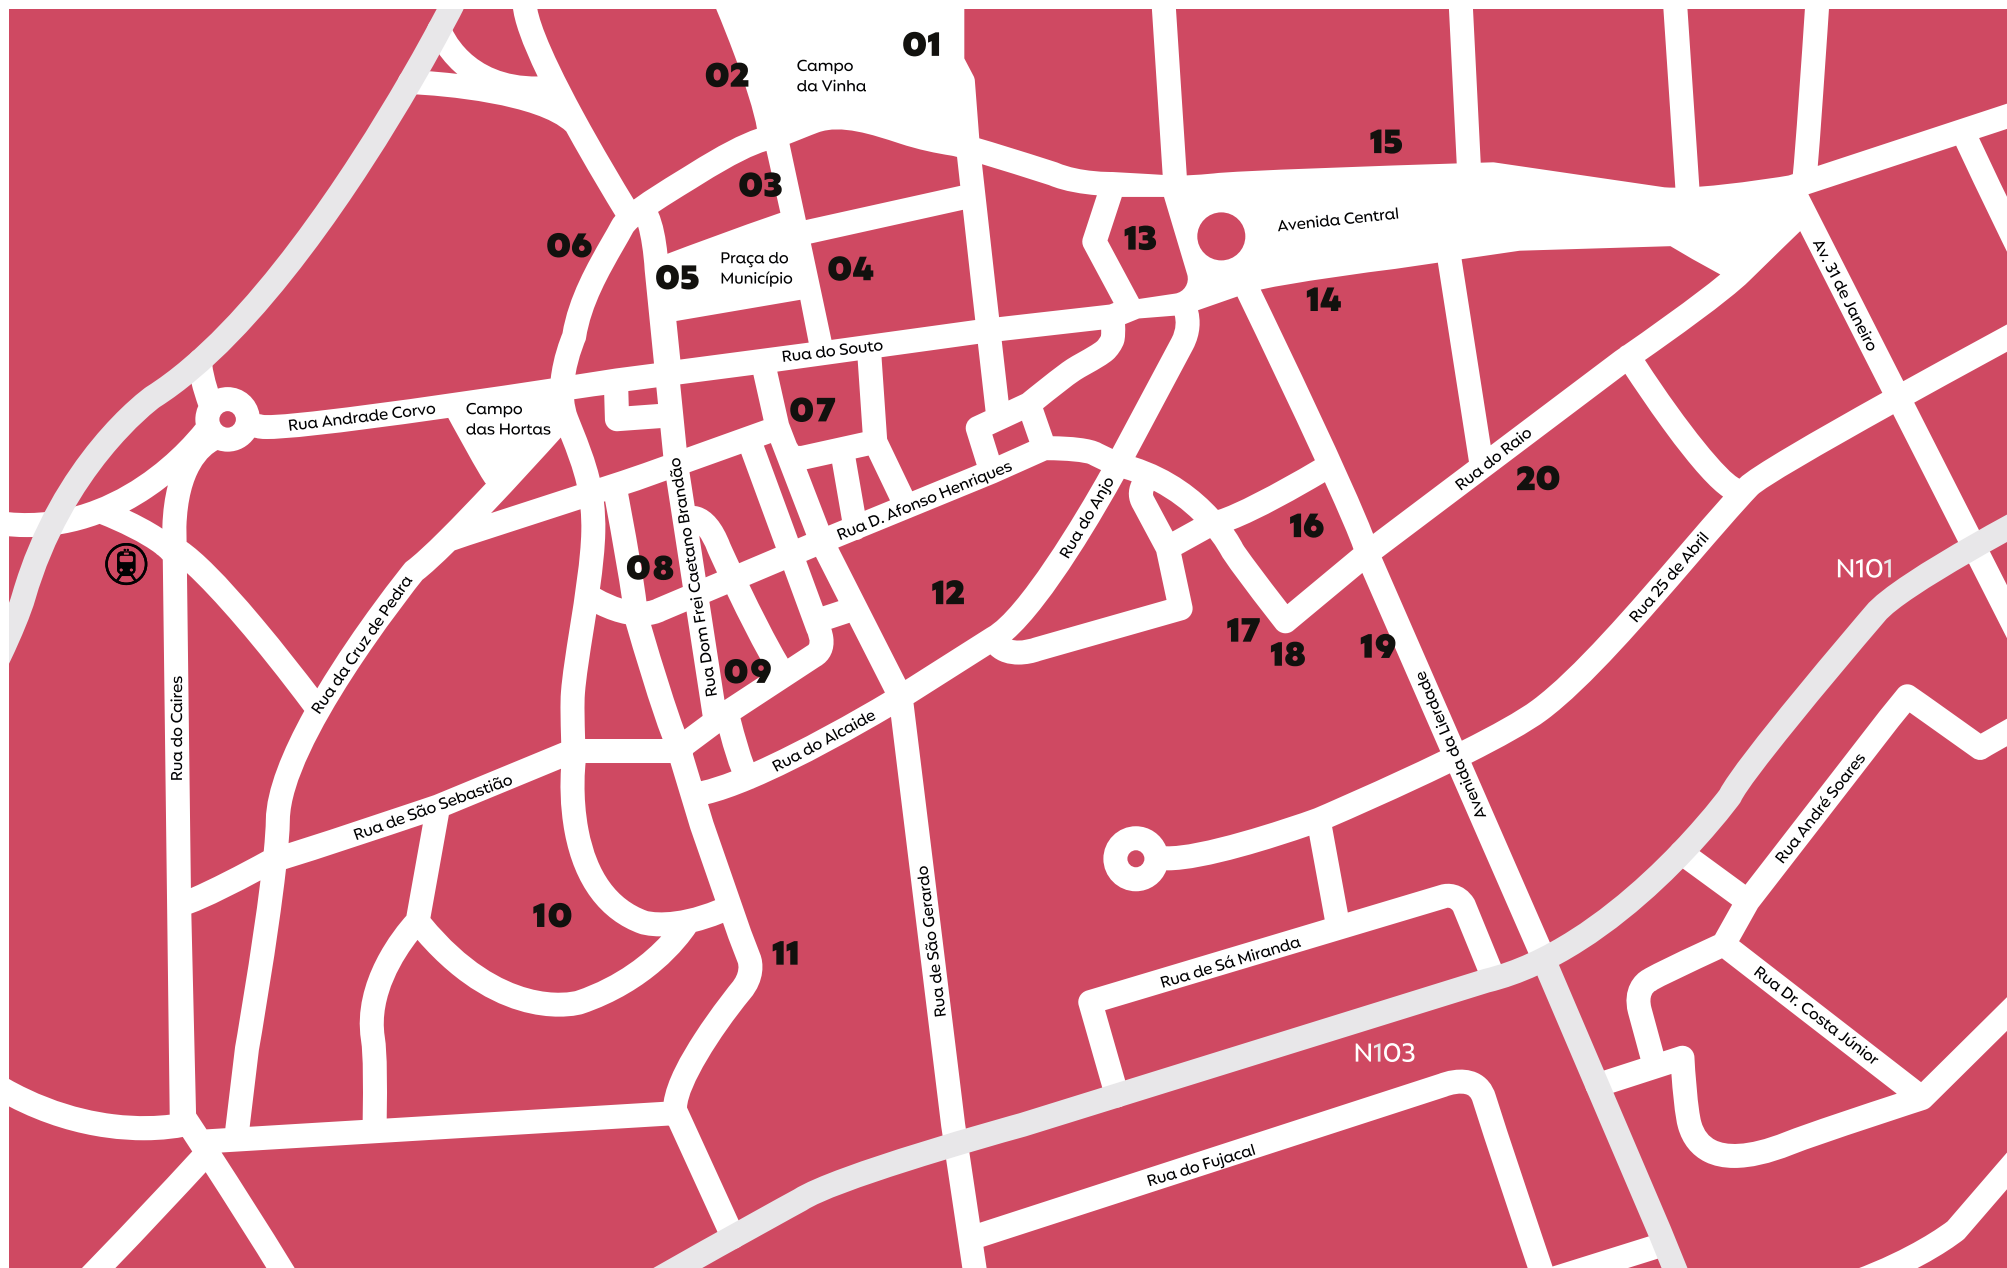 01
02
Campo
da Vinha
15
03
Avenida Central
13
06
05
Praça do
Município
04
14
Av. 31 de Janeiro
Rua do Souto
Rua Andrade Corvo
Campo
das Hortas
07
Rua do Raio
20
Rua D. Afonso Henriques
Rua do Anjo
16
Rua Dom Frei Caetano Brandão
08
12
N101
Rua 25 de Abril
Rua da Cruz de Pedra
17
18
19
09
Rua do Caires
Rua do Alcaide
Avenida da Lierdade
Rua de São Sebastião
Rua André Soares
10
11
Rua de São Gerardo
Rua de Sá Miranda
Rua Dr. Costa Júnior
N103
Rua do Fujacal